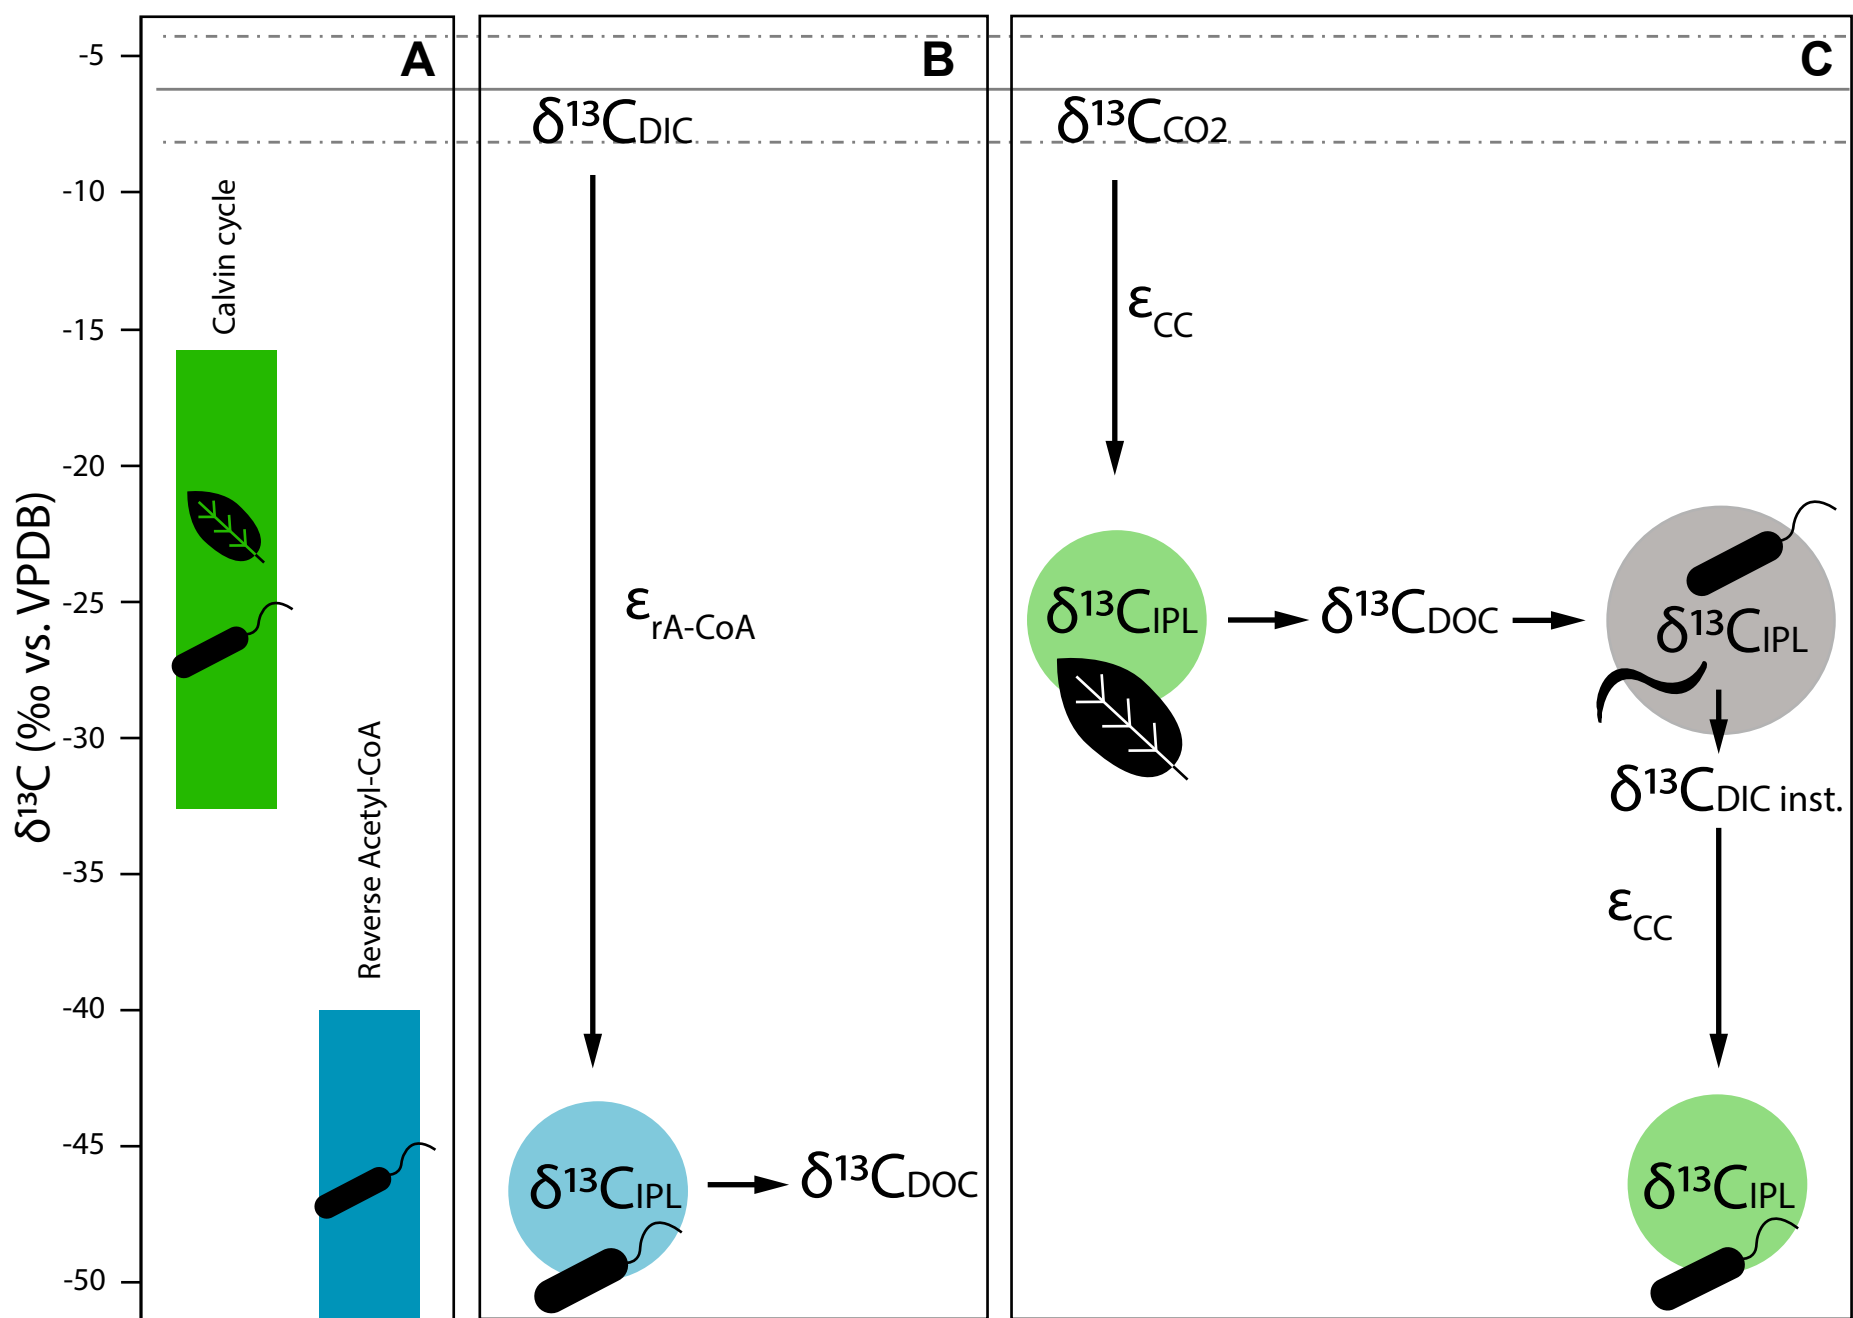 A
B
C
-5
-10
-15
-20
-25
-30
-35
-40
-45
-50
δ¹³C (‰ vs. VPDB)
Calvin cycle
Reverse Acetyl-CoA
δ¹³CDIC
εrA-CoA
δ¹³CIPL
δ¹³CDOC
δ¹³CCO2
εCC
δ¹³CIPL
δ¹³CDOC
δ¹³CIPL
δ¹³CDIC inst.
εCC
δ¹³CIPL